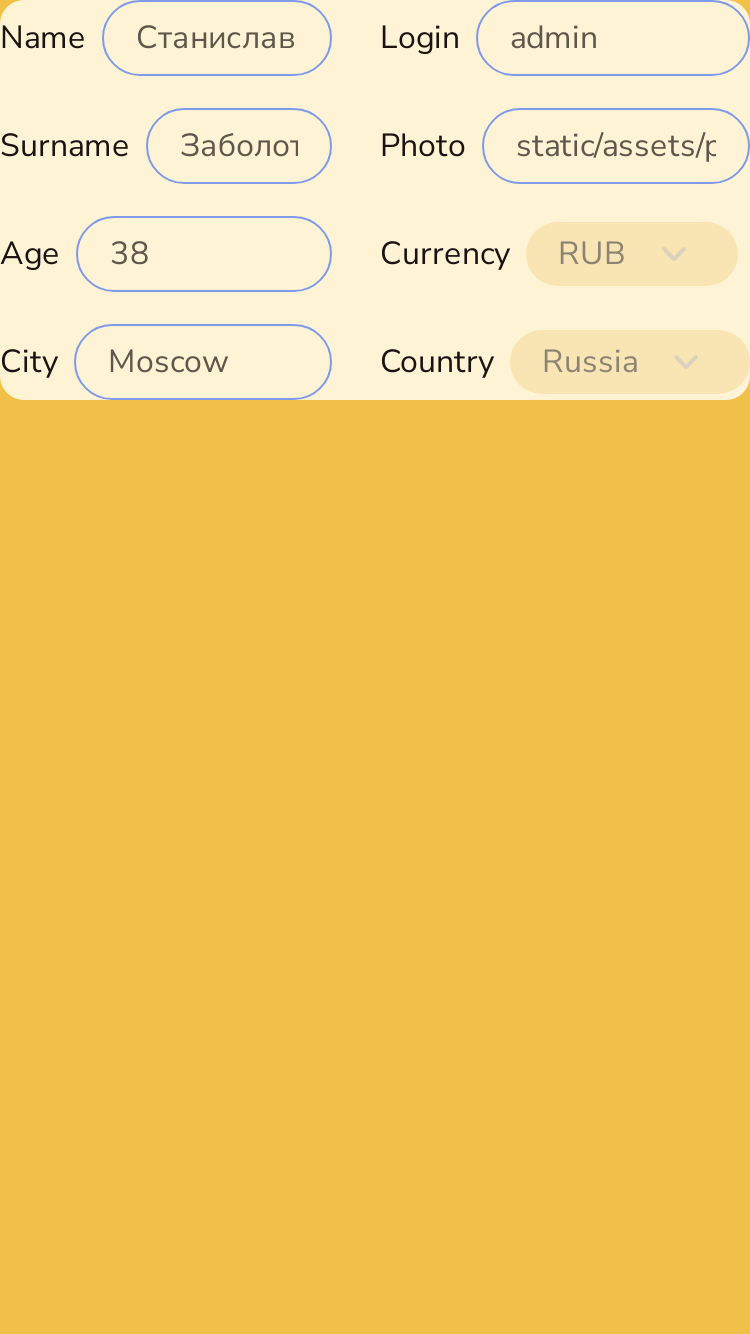 Name Станислав Login admin
Surname Заболот Photo static/assets/p
Age 38 Currency RUB
City Moscow Country Russia